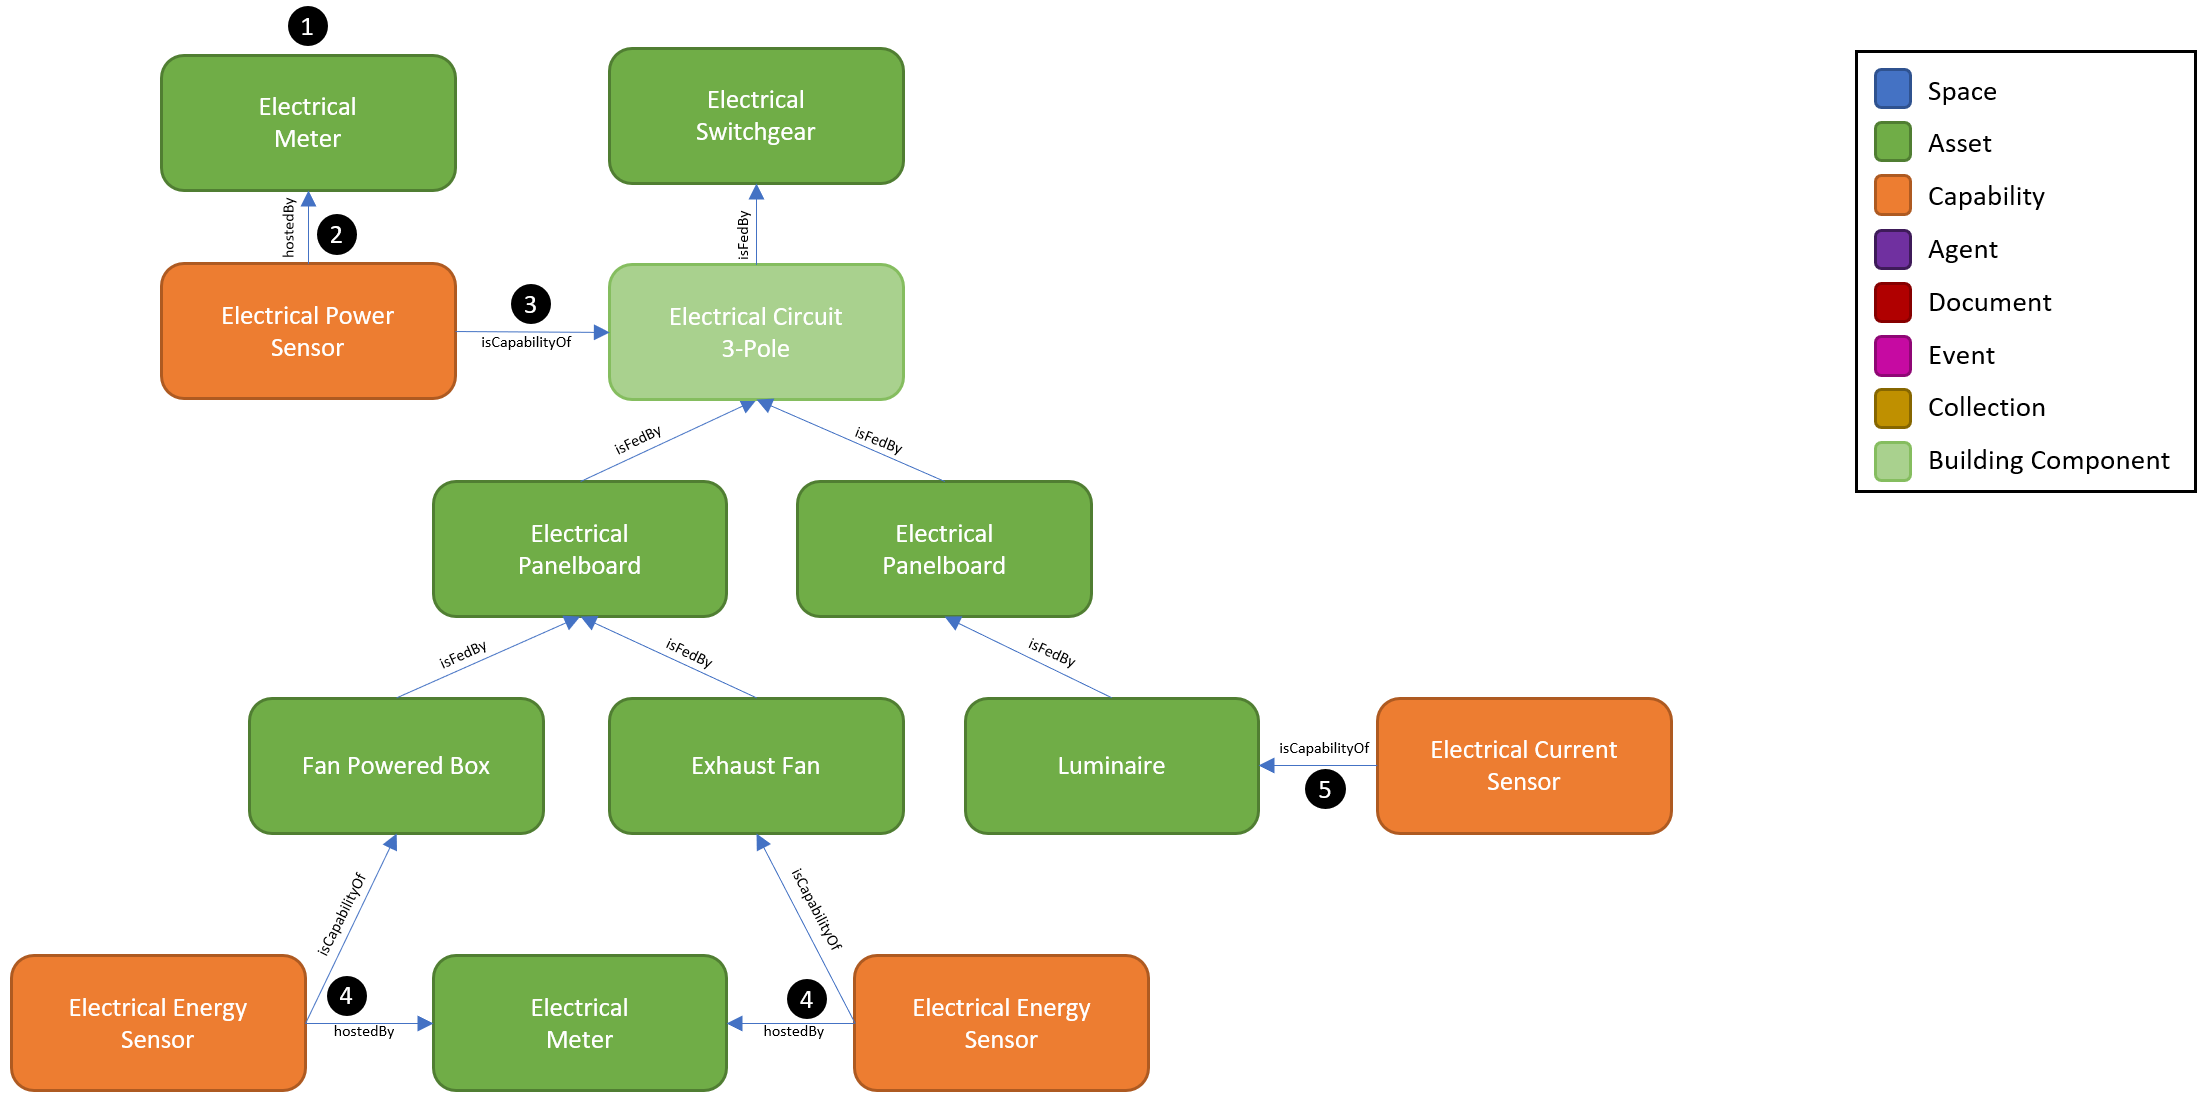 1
Electrical
Meter
Electrical
Switchgear
hostedBy
2
isFedBy
Electrical Power
Sensor
3
isCapabilityOf
Electrical Circuit
3-Pole
isFedBy
isFedBy
Electrical
Panelboard
Electrical
Panelboard
isFedBy
isFedBy
isFedBy
Fan Powered Box
Exhaust Fan
Luminaire
isCapabilityOf
5
Electrical Current
Sensor
isCapabilityOf
isCapabilityOf
Electrical Energy
Sensor
4
hostedBy
Electrical
Meter
4
hostedBy
Electrical Energy
Sensor
Space
Asset
Capability
Agent
Document
Event
Collection
Building Component